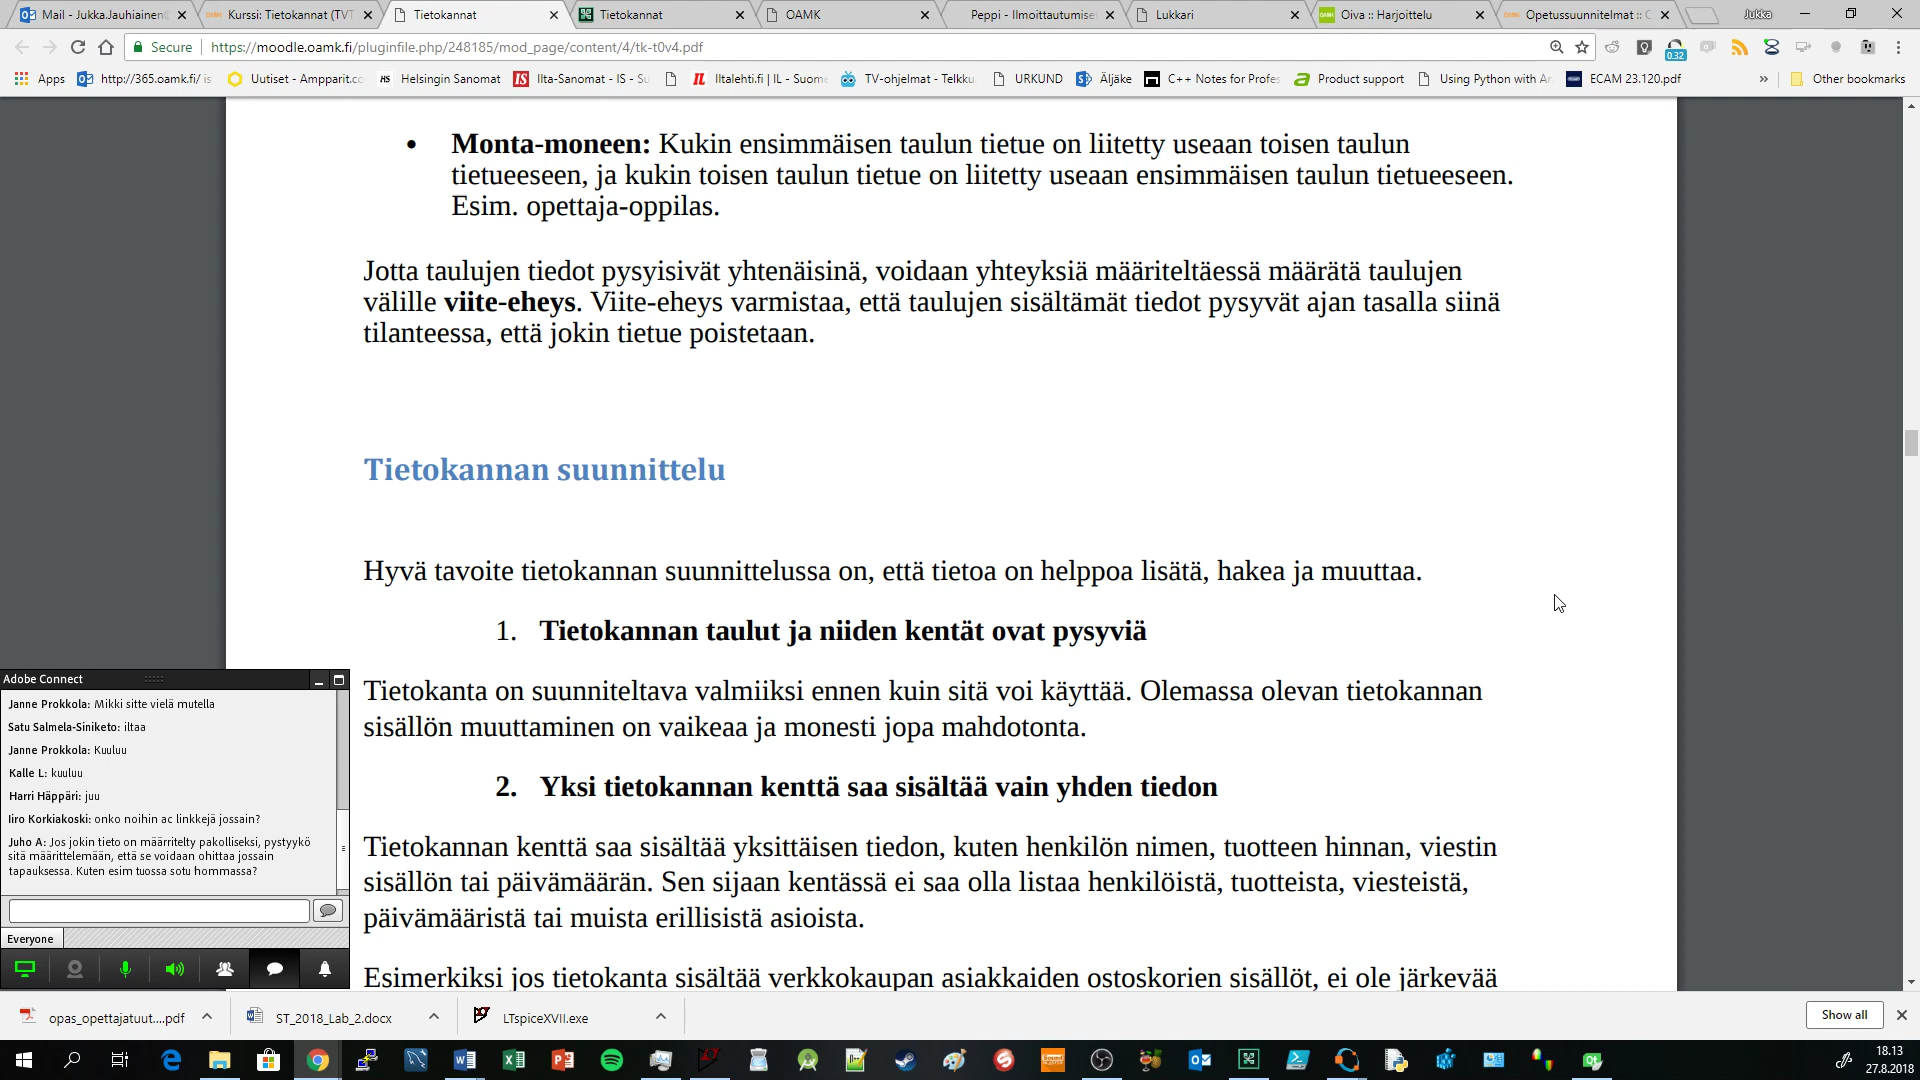 Mail - Jukka.Jauhiainen
Kurssi: Tietokannat (TVT
Tietokannat
Tietokannat
OAMK
Peppi - Ilmoittautumise
Lukkari
Oiva :: Harjoittelu
Opetussuunnitelmat ::
Jukka
Secure
https://moodle.oamk.fi/pluginfile.php/248185/mod_page/content/4/tk-t0v4.pdf
0.32
Apps
http://365.oamk.fi/ is
Uutiset - Ampparit.co
Helsingin Sanomat
Ilta-Sanomat - IS - Su
Iltalehti.fi | IL - Suom
TV-ohjelmat - Telkku
URKUND
Äljäke
C++ Notes for Profes
Product support
Using Python with Ar
ECAM 23.120.pdf
»
Other bookmarks
• Monta-moneen: Kukin ensimmäisen taulun tietue on liitetty useaan toisen taulun
tietueeseen, ja kukin toisen taulun tietue on liitetty useaan ensimmäisen taulun tietueeseen.
Esim. opettaja-oppilas.
Jotta taulujen tiedot pysyisivät yhtenäisinä, voidaan yhteyksiä määriteltäessä määrätä taulujen
välille viite-eheys. Viite-eheys varmistaa, että taulujen sisältämät tiedot pysyvät ajan tasalla siinä
tilanteessa, että jokin tietue poistetaan.
Tietokannan suunnittelu
Hyvä tavoite tietokannan suunnittelussa on, että tietoa on helppoa lisätä, hakea ja muuttaa.
1. Tietokannan taulut ja niiden kentät ovat pysyviä
Tietokanta on suunniteltava valmiiksi ennen kuin sitä voi käyttää. Olemassa olevan tietokannan
sisällön muuttaminen on vaikeaa ja monesti jopa mahdotonta.
2. Yksi tietokannan kenttä saa sisältää vain yhden tiedon
Tietokannan kenttä saa sisältää yksittäisen tiedon, kuten henkilön nimen, tuotteen hinnan, viestin
sisällön tai päivämäärän. Sen sijaan kentässä ei saa olla listaa henkilöistä, tuotteista, viesteistä,
päivämääristä tai muista erillisistä asioista.
Esimerkiksi jos tietokanta sisältää verkkokaupan asiakkaiden ostoskorien sisällöt, ei ole järkevää
Adobe Connect
Janne Prokkola: Mikki sitte vielä mutella
Satu Salmela-Siniketo: iltaa
Janne Prokkola: Kuuluu
Kalle L: kuuluu
Harri Häppäri: juu
Iiro Korkiakoski: onko noihin ac linkkejä jossain?
Juho A: Jos jokin tieto on määrritelty pakolliseksi, pystyykö
sitä määrittelemään, että se voidaan ohittaa jossain
tapauksessa. Kuten esim tuossa sotu hommassa?
Everyone
opas_opettajatuut....pdf
ST_2018_Lab_2.docx
LTspiceXVII.exe
Show all
18.13
27.8.2018